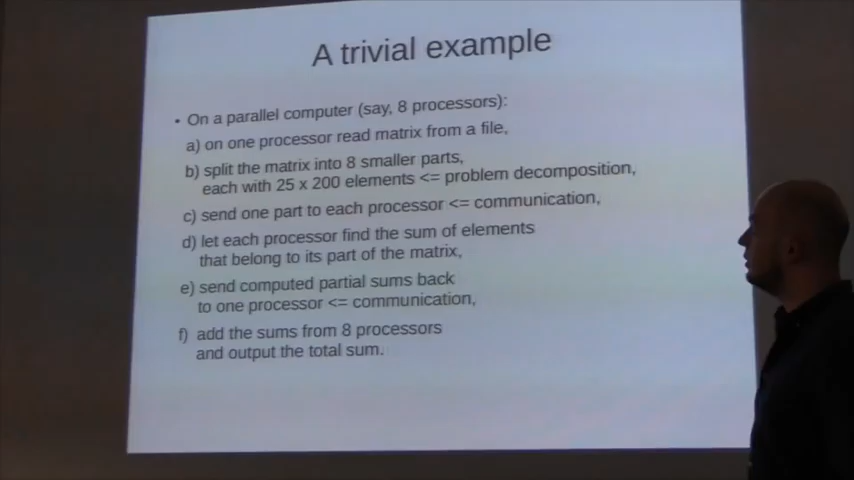 A trivial example
• On a parallel computer (say, 8 processors):
a) on one processor read matrix from a file,
b) split the matrix into 8 smaller parts,
each with 25 x 200 elements <= problem decomposition,
c) send one part to each processor <= communication,
d) let each processor find the sum of elements
that belong to its part of the matrix,
e) send computed partial sums back
to one processor <= communication,
f) add the sums from 8 processors
and output the total sum.